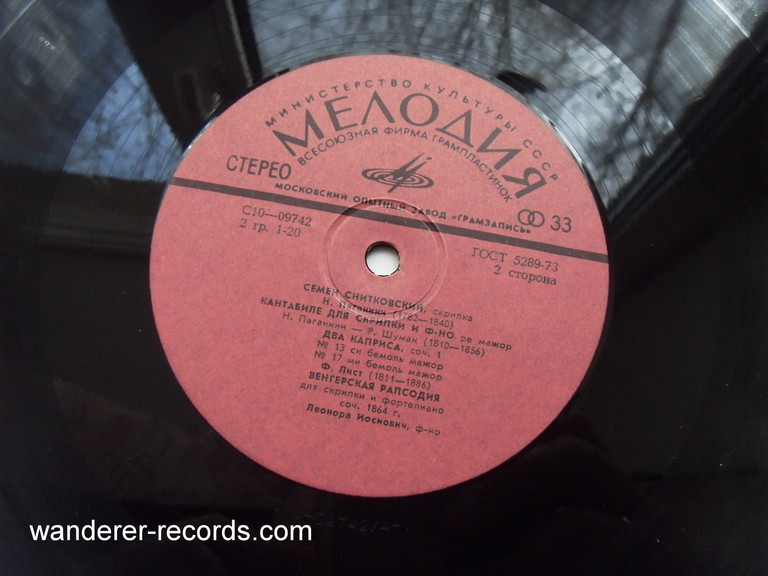 МИНИСТЕРСТВО КУЛЬТУРЫ СССР
МЕЛОДИЯ
ВСЕСОЮЗНАЯ ФИРМА ГРАМПЛАСТИНОК
СТЕРЕО
33
МОСКОВСКИЙ ОПЫТНЫЙ ЗАВОД «ГРАМЗАПИСЬ»
С10—09742
2 гр. 1-20
ГОСТ 5289-73
2 сторона
СЕМЕН СНИТКОВСКИЙ, скрипка
Н. Паганини (1782—1840)
КАНТАБИЛЕ ДЛЯ СКРИПКИ И Ф-НО ре мажор
Н. Паганини — Р. Шуман (1810—1856)
ДВА КАПРИСА, соч. 1
№ 13 си бемоль мажор
№ 17 ми бемоль мажор
Ф. Лист (1811—1886)
ВЕНГЕРСКАЯ РАПСОДИЯ
для скрипки и фортепиано
соч. 1864 г.
Леонора Иоснович, ф-но
wanderer-records.com